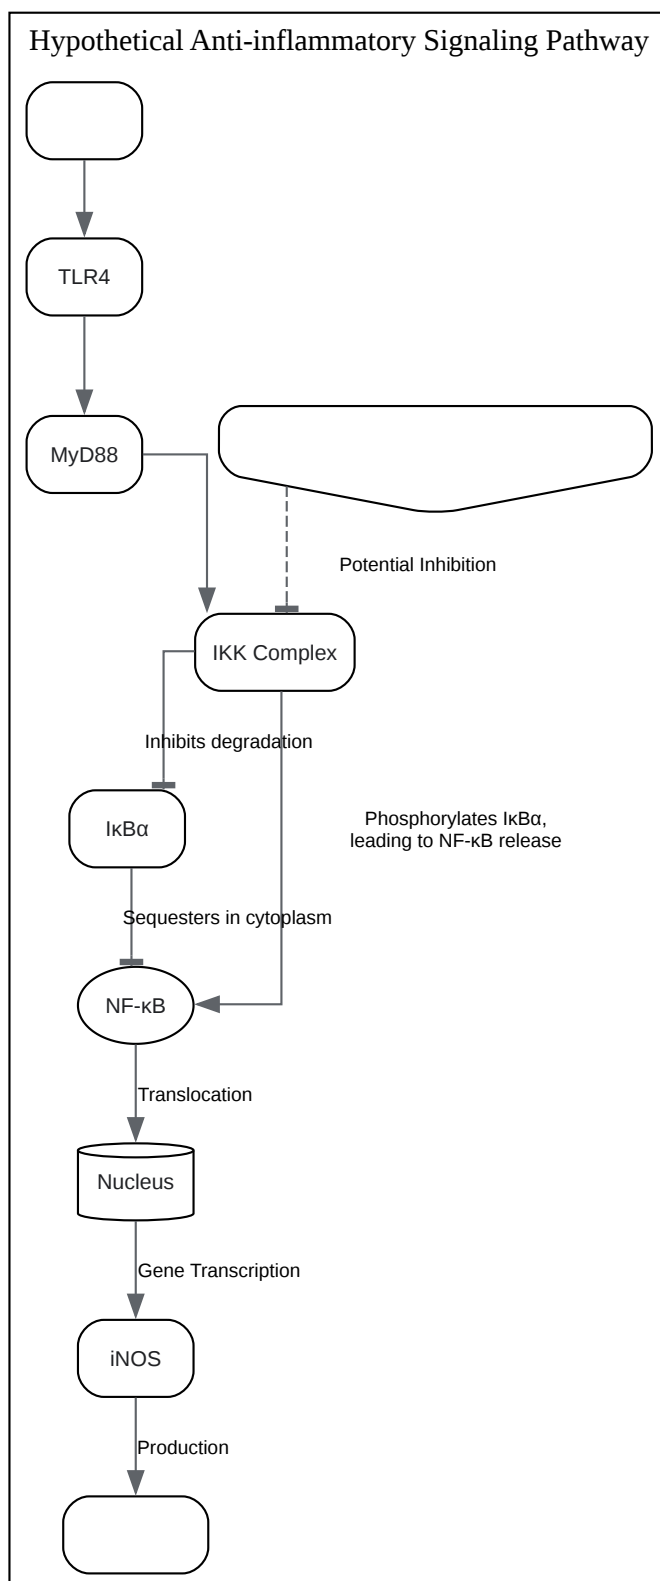 Hypothetical Anti-inflammatory Signaling Pathway
TLR4
MyD88
Potential Inhibition
IKK Complex
Inhibits degradation
Phosphorylates IκBα,
leading to NF-κB release
IκBα
Sequesters in cytoplasm
NF-κB
Translocation
Nucleus
Gene Transcription
iNOS
Production